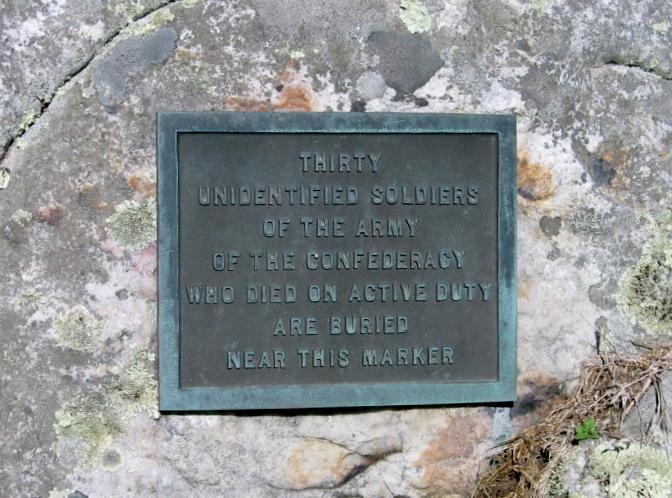 THIRTY
UNIDENTIFIED SOLDIERS
OF THE ARMY
OF THE CONFEDERACY
WHO DIED ON ACTIVE DUTY
ARE BURIED
NEAR THIS MARKER